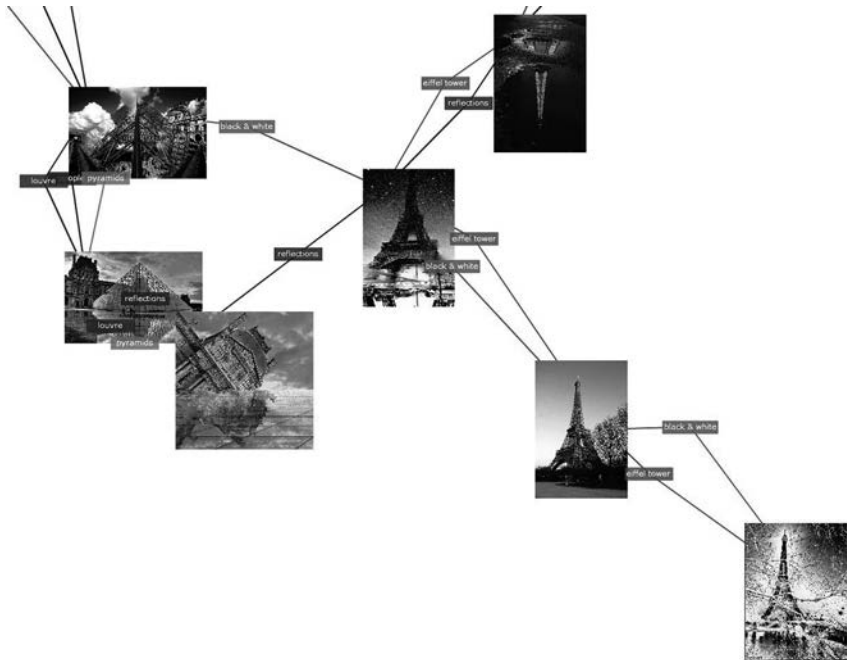 eiffel tower
reflections
black & white
louvre
pyramids
reflections
eiffel tower
black & white
reflections
louvre
pyramids
black & white
eiffel tower